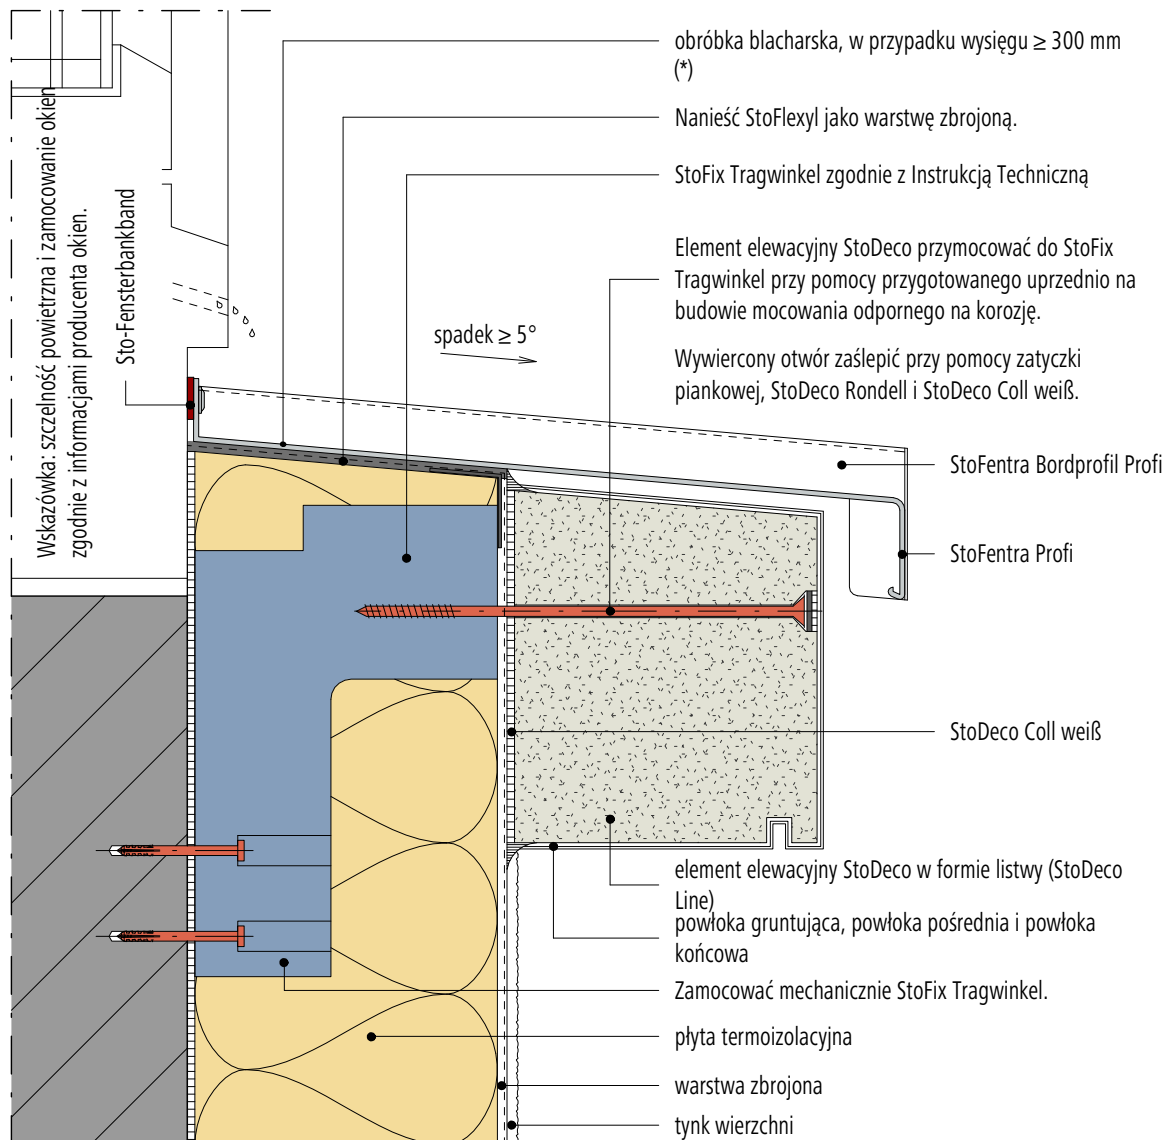 obróbka blacharska, w przypadku wysięgu ≥ 300 mm
(*)
Nanieść StoFlexyl jako warstwę zbrojoną.
StoFix Tragwinkel zgodnie z Instrukcją Techniczną
Element elewacyjny StoDeco przymocować do StoFix
Tragwinkel przy pomocy przygotowanego uprzednio na
budowie mocowania odpornego na korozję.
Wywiercony otwór zaślepić przy pomocy zatyczki
piankowej, StoDeco Rondell i StoDeco Coll weiß.
Wskazówka: szczelność powietrzna i zamocowanie okien
zgodnie z informacjami producenta okien.
Sto-Fensterbankband
spadek ≥ 5°
StoFentra Bordprofil Profi
StoFentra Profi
StoDeco Coll weiß
element elewacyjny StoDeco w formie listwy (StoDeco
Line)
powłoka gruntująca, powłoka pośrednia i powłoka
końcowa
Zamocować mechanicznie StoFix Tragwinkel.
płyta termoizolacyjna
warstwa zbrojona
tynk wierzchni